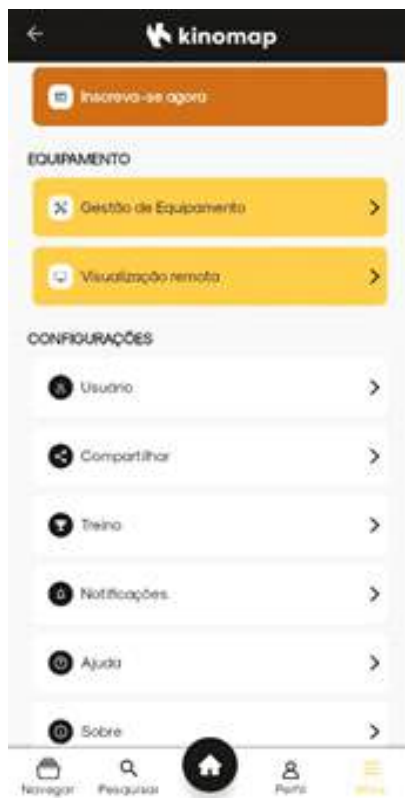 kinomap
Inscreva-se agora
EQUIPAMENTO
Gestão de Equipamento
Visualização remota
CONFIGURAÇÕES
Usuário
Compartilhar
Treino
Notificações
Ajuda
Sobre
Navegar
Pesquisar
Perfil